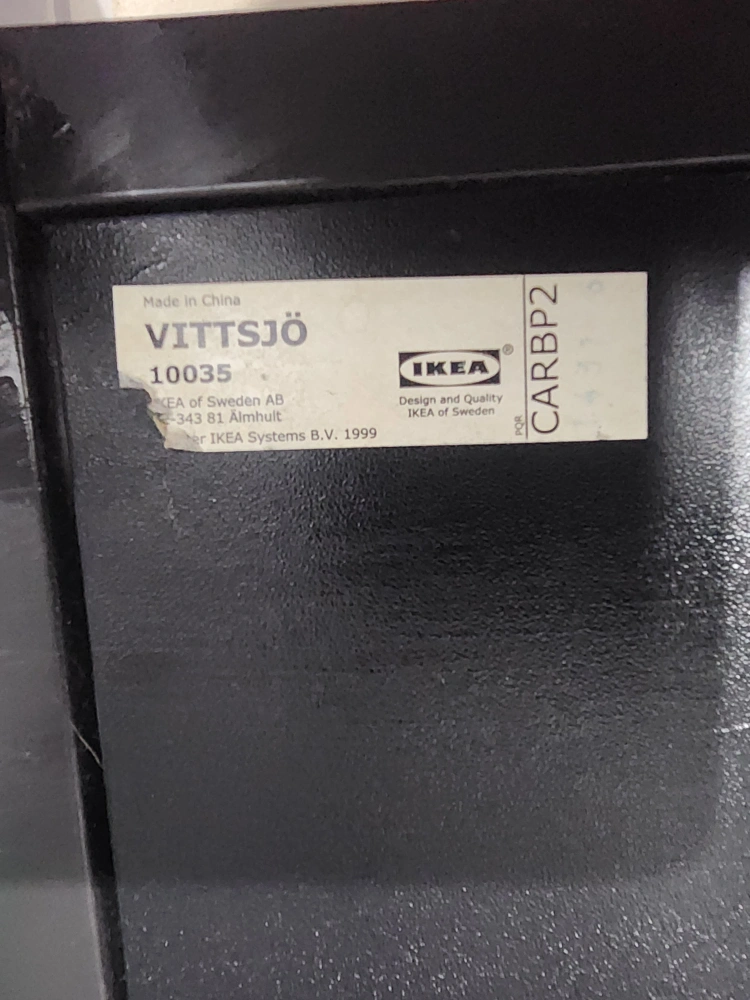 Made in China
VITTSJÖ
10035
IKEA of Sweden AB
-343 81 Älmhult
IKEA Systems B.V. 1999
IKEA®
Design and Quality
IKEA of Sweden
PQR
CARBP2